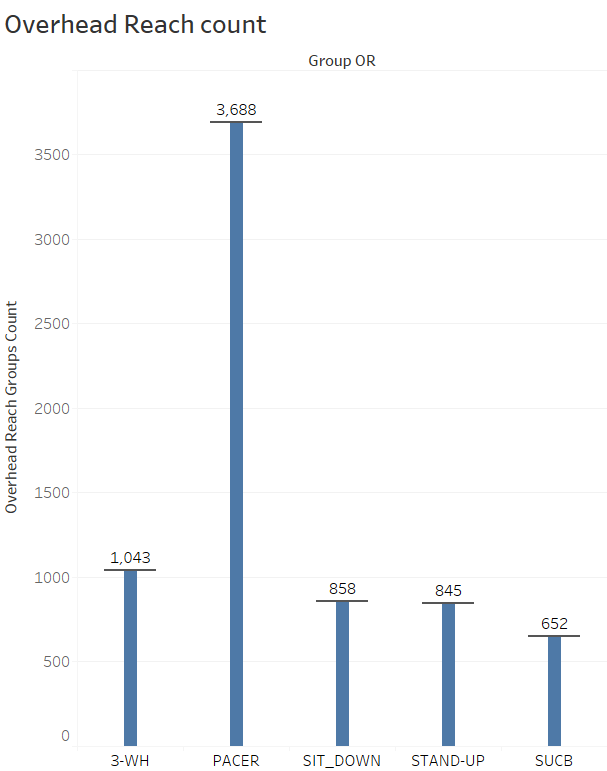 Overhead Reach count
Group OR
Overhead Reach Groups Count
3500
3000
2500
2000
1500
1000
500
0
3,688
1,043
858
845
652
3-WH
PACER
SIT_DOWN
STAND-UP
SUCB